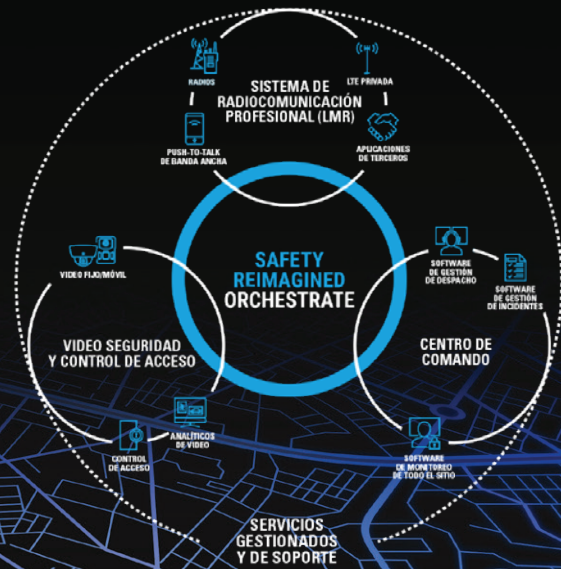 RADIOS
LTE PRIVADA
SISTEMA DE
RADIOCOMUNICACIÓN
PROFESIONAL (LMR)
PUSH-TO-TALK
DE BANDA ANCHA
APLICACIONES
DE TERCEROS
SAFETY
REIMAGINED
ORCHESTRATE
VIDEO FIJO/MÓVIL
VIDEO SEGURIDAD
Y CONTROL DE ACCESO
CONTROL
DE ACCESO
ANALÍTICOS
DE VIDEO
SOFTWARE
DE GESTIÓN
DE DESPACHO
SOFTWARE
DE GESTIÓN
DE INCIDENTES
CENTRO DE
COMANDO
SOFTWARE
DE MONITOREO
DE TODO EL SITIO
SERVICIOS
GESTIONADOS
Y DE SOPORTE